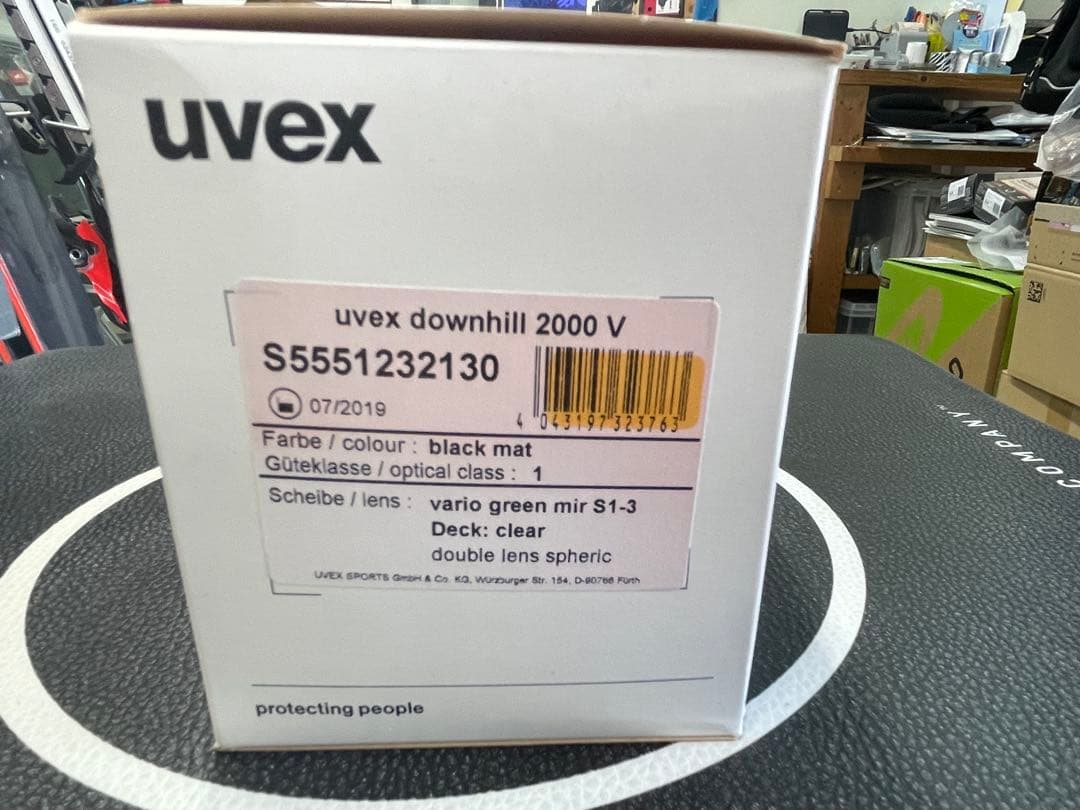 uvex
uvex downhill 2000 V
S5551232130
07/2019
4 043197 323763
Farbe / colour : black mat
Güteklasse / optical class : 1
Scheibe / lens : vario green mir S1-3
Deck: clear
double lens spheric
UVEX SPORTS GmbH & Co. KG, Würzburger Str. 154, D-90766 Fürth
protecting people
COMPANY